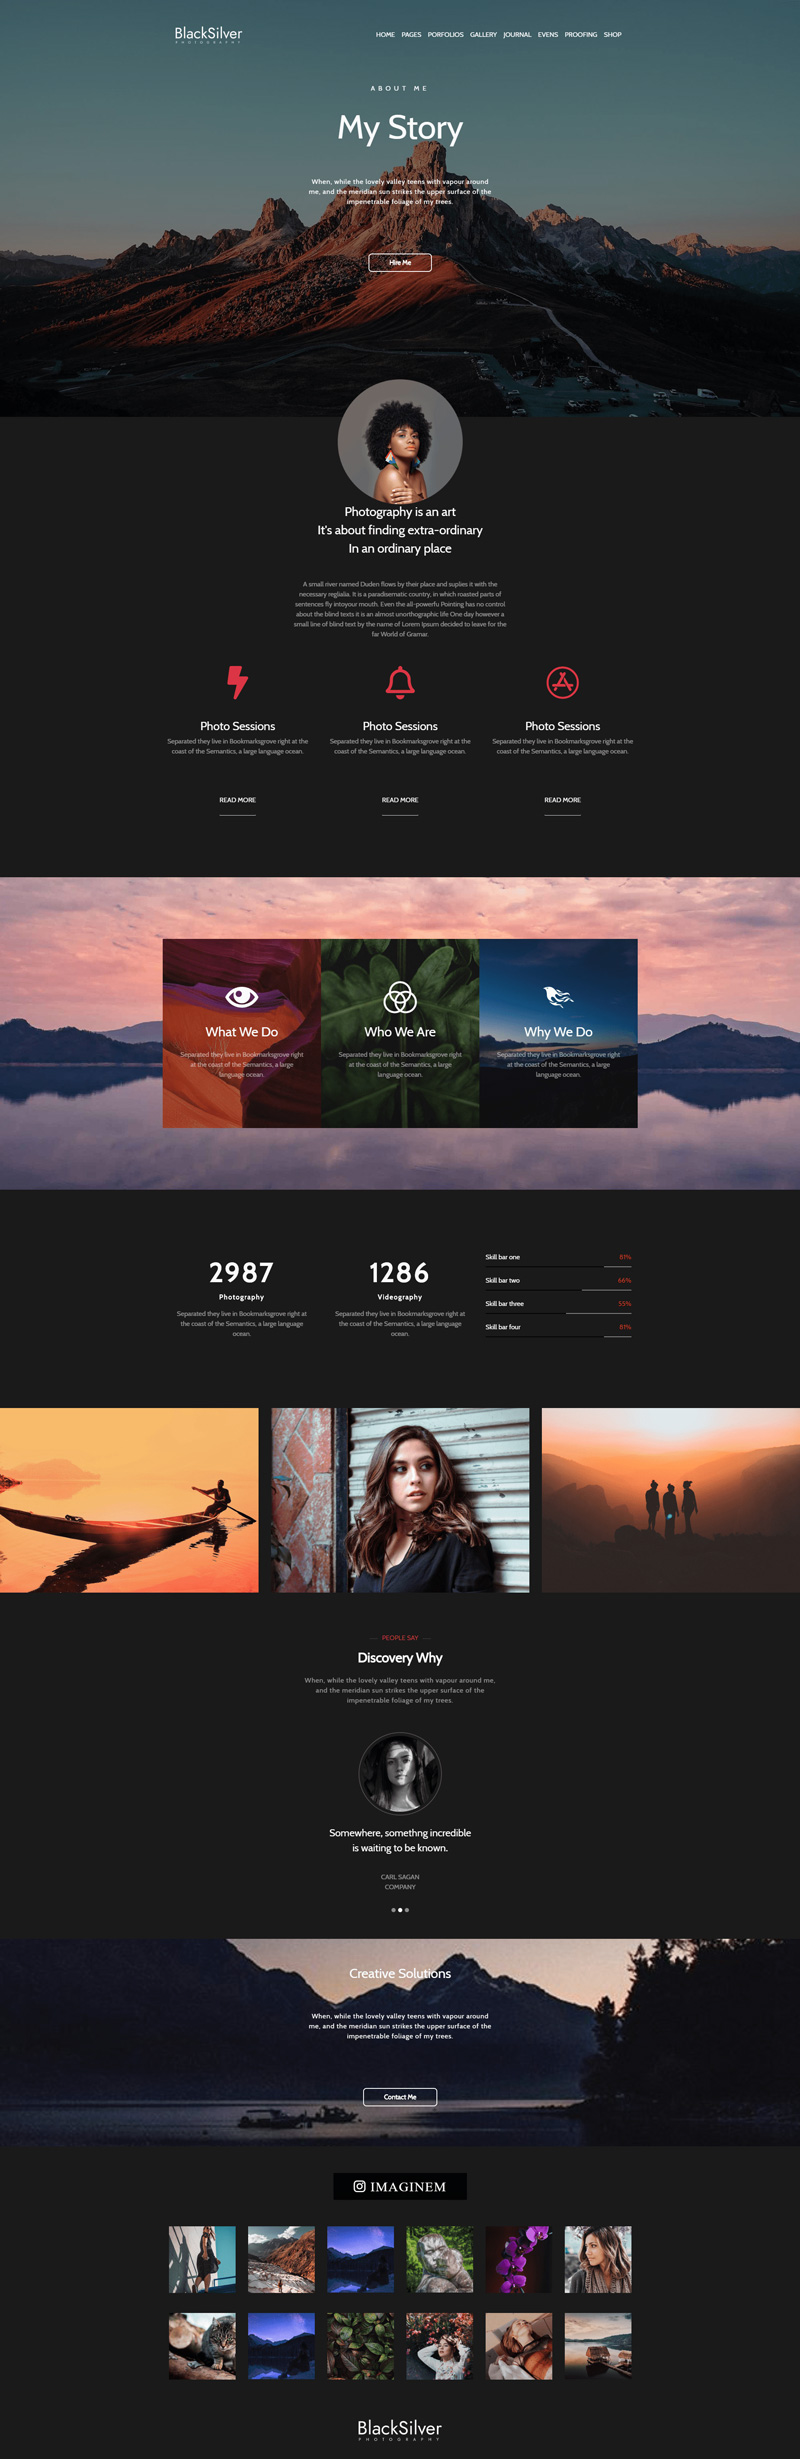 BlackSilver
PHOTOGRAPHY
HOME PAGES PORFOLIOS GALLERY JOURNAL EVENS PROOFING SHOP
ABOUT ME
My Story
When, while the lovely valley teens with vapour around
me, and the meridian sun strikes the upper surface of the
impenetrable foliage of my trees.
Hire Me
Photography is an art
It's about finding extra-ordinary
In an ordinary place
A small river named Duden flows by their place and suplies it with the
necessary reglialia. It is a paradisematic country, in which roasted parts of
sentences fly intoyour mouth. Even the all-powerfu Pointing has no control
about the blind texts it is an almost unorthographic life One day however a
small line of blind text by the name of Lorem Ipsum decided to leave for the
far World of Gramar.
Photo Sessions
Separated they live in Bookmarksgrove right at the
coast of the Semantics, a large language ocean.
READ MORE
Photo Sessions
Separated they live in Bookmarksgrove right at the
coast of the Semantics, a large language ocean.
READ MORE
Photo Sessions
Separated they live in Bookmarksgrove right at the
coast of the Semantics, a large language ocean.
READ MORE
What We Do
Separated they live in Bookmarksgrove right
at the coast of the Semantics, a large
language ocean.
Who We Are
Separated they live in Bookmarksgrove right
at the coast of the Semantics, a large
language ocean.
Why We Do
Separated they live in Bookmarksgrove right
at the coast of the Semantics, a large
language ocean.
2987
Photography
Separated they live in Bookmarksgrove right at
the coast of the Semantics, a large language
ocean.
1286
Videography
Separated they live in Bookmarksgrove right at
the coast of the Semantics, a large language
ocean.
Skill bar one 81%
Skill bar two 66%
Skill bar three 55%
Skill bar four 81%
PEOPLE SAY
Discovery Why
When, while the lovely valley teens with vapour around me,
and the meridian sun strikes the upper surface of the
impenetrable foliage of my trees.
Somewhere, somethng incredible
is waiting to be known.
CARL SAGAN
COMPANY
Creative Solutions
When, while the lovely valley teens with vapour around
me, and the meridian sun strikes the upper surface of the
impenetrable foliage of my trees.
Contact Me
IMAGINEM
BlackSilver
PHOTOGRAPHY